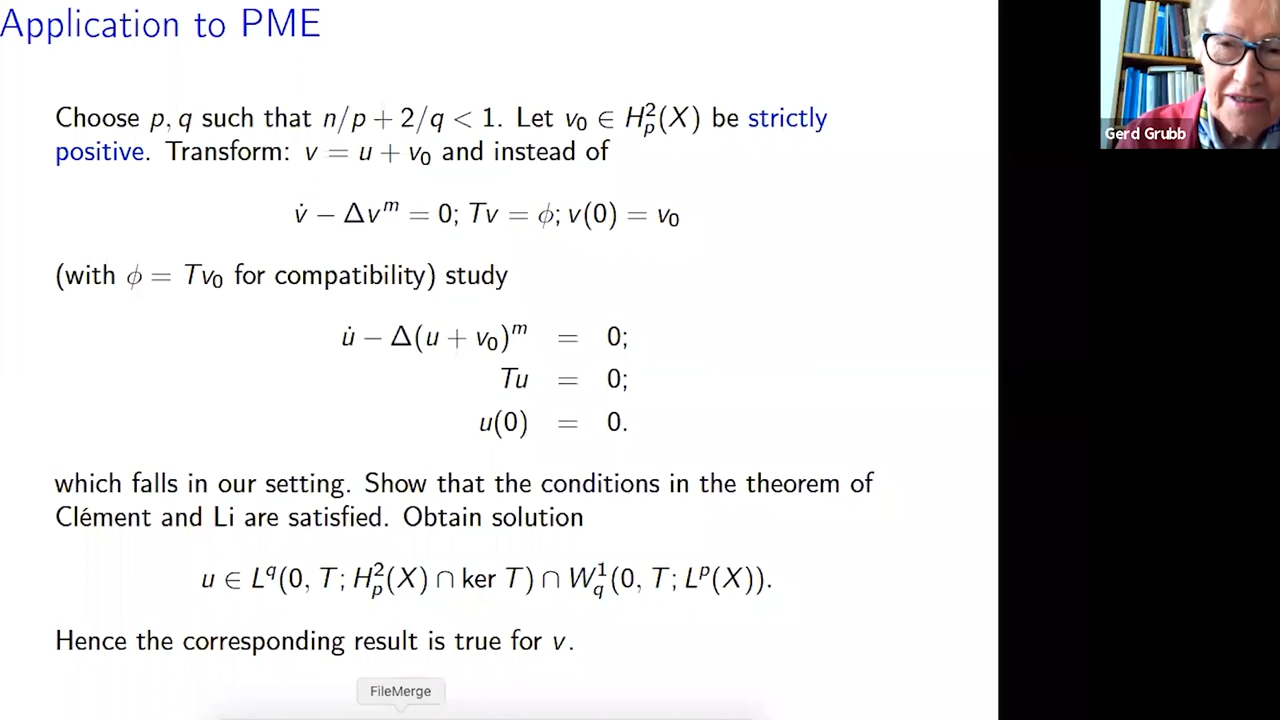 Application to PME
Gerd Grubb
Choose p, q such that n/p + 2/q < 1. Let v₀ ∈ H²ₚ(X) be strictly
positive. Transform: v = u + v₀ and instead of
v̇ − Δvᵐ = 0; Tv = ϕ; v(0) = v₀
(with ϕ = Tv₀ for compatibility) study
u̇ − Δ(u + v₀)ᵐ = 0;
Tu = 0;
u(0) = 0.
which falls in our setting. Show that the conditions in the theorem of
Clément and Li are satisfied. Obtain solution
u ∈ L^q(0, T; H²ₚ(X) ∩ ker T) ∩ W¹_q(0, T; Lᵖ(X)).
Hence the corresponding result is true for v.
FileMerge